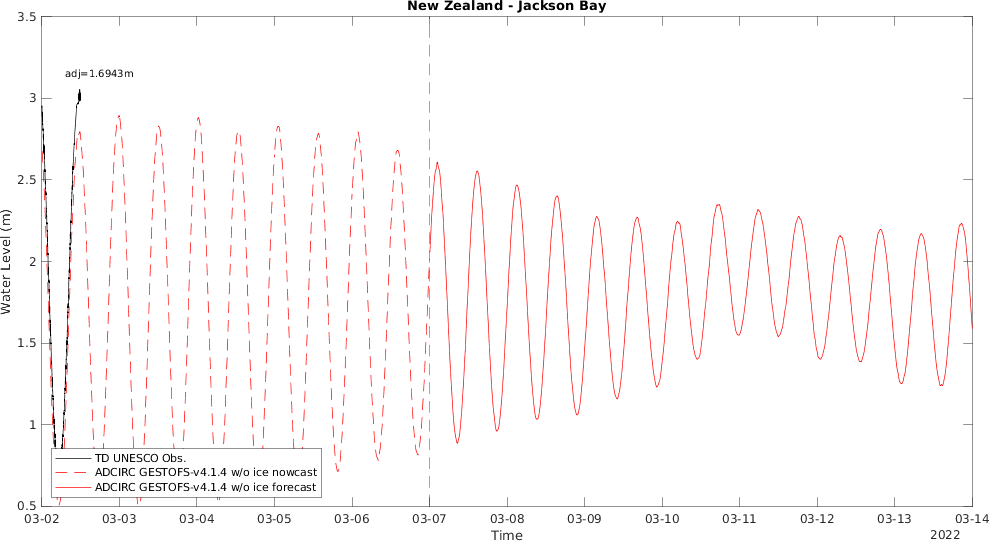 New Zealand - Jackson Bay
3.5
3
2.5
2
1.5
1
0.5
Water Level (m)
adj=1.6943m
TD UNESCO Obs.
ADCIRC GESTOFS-v4.1.4 w/o ice nowcast
ADCIRC GESTOFS-v4.1.4 w/o ice forecast
03-02 03-03 03-04 03-05 03-06 03-07 03-08 03-09 03-10 03-11 03-12 03-13 03-14
Time
2022